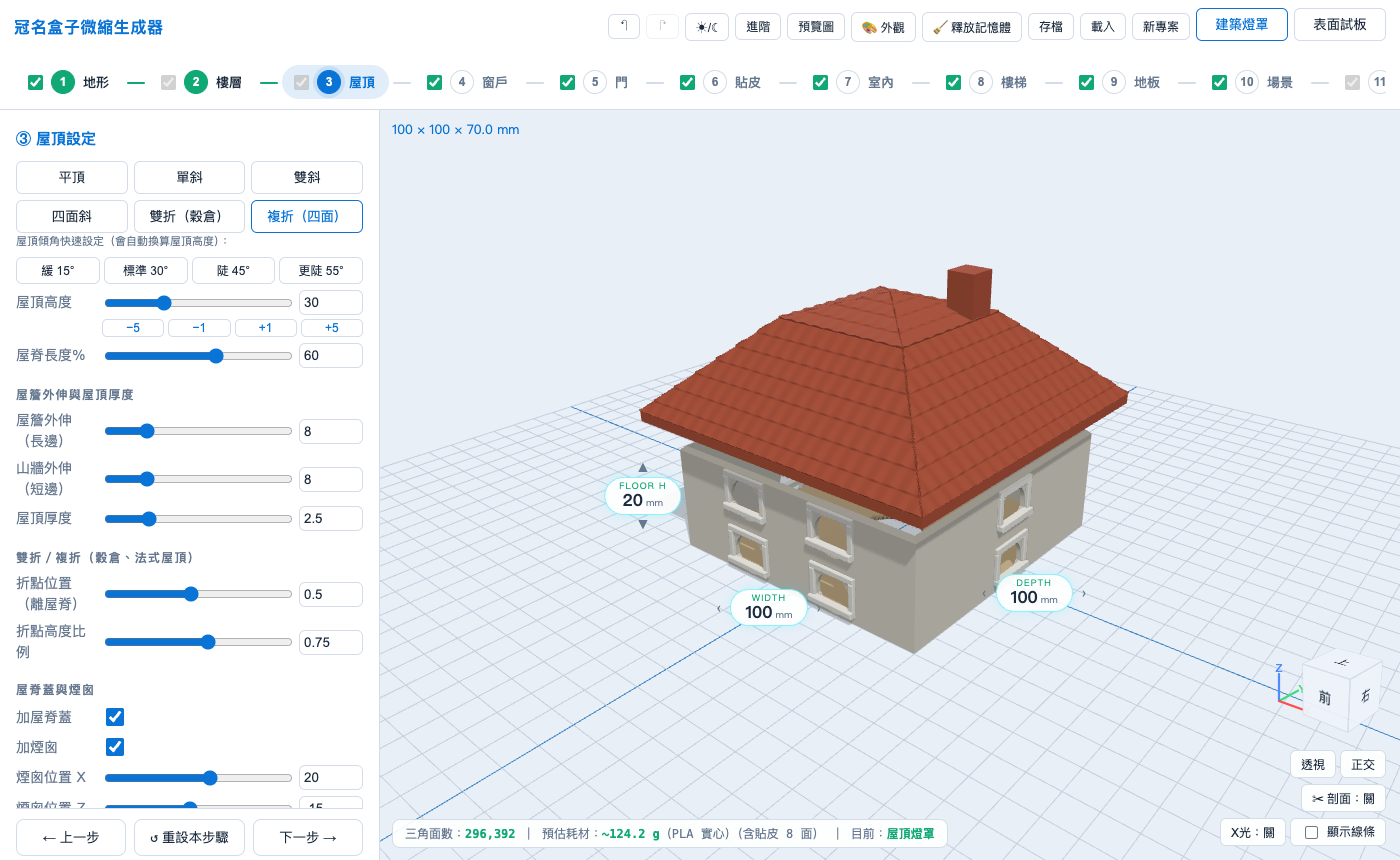 冠名盒子微縮生成器
↰ ↱ ☀/☾ 進階 預覽圖 🎨 外觀 🧹 釋放記憶體 存檔 載入 新專案 建築燈罩 表面試板
1 地形 2 樓層 3 屋頂 4 窗戶 5 門 6 貼皮 7 室內 8 樓梯 9 地板 10 場景 11
③ 屋頂設定
平頂 單斜 雙斜
四面斜 雙折（穀倉） 複折（四面）
屋頂傾角快速設定（會自動換算屋頂高度）：
緩 15° 標準 30° 陡 45° 更陡 55°
屋頂高度 30
−5 −1 +1 +5
屋脊長度% 60
屋簷外伸與屋頂厚度
屋簷外伸
（長邊） 8
山牆外伸
（短邊） 8
屋頂厚度 2.5
雙折 / 複折（穀倉、法式屋頂）
折點位置
（離屋脊） 0.5
折點高度比
例 0.75
屋脊蓋與煙囪
加屋脊蓋
加煙囪
煙囪位置 X 20
煙囪位置 Z -15
← 上一步 ↺ 重設本步驟 下一步 →
100 × 100 × 70.0 mm
FLOOR H
20 mm
WIDTH
100 mm
DEPTH
100 mm
Z
上
前 右
透視 正交
✂ 剖面：關
X光：關 顯示線條
三角面數：296,392 | 預估耗材：~124.2 g (PLA 實心) (含貼皮 8 面) | 目前：屋頂燈罩